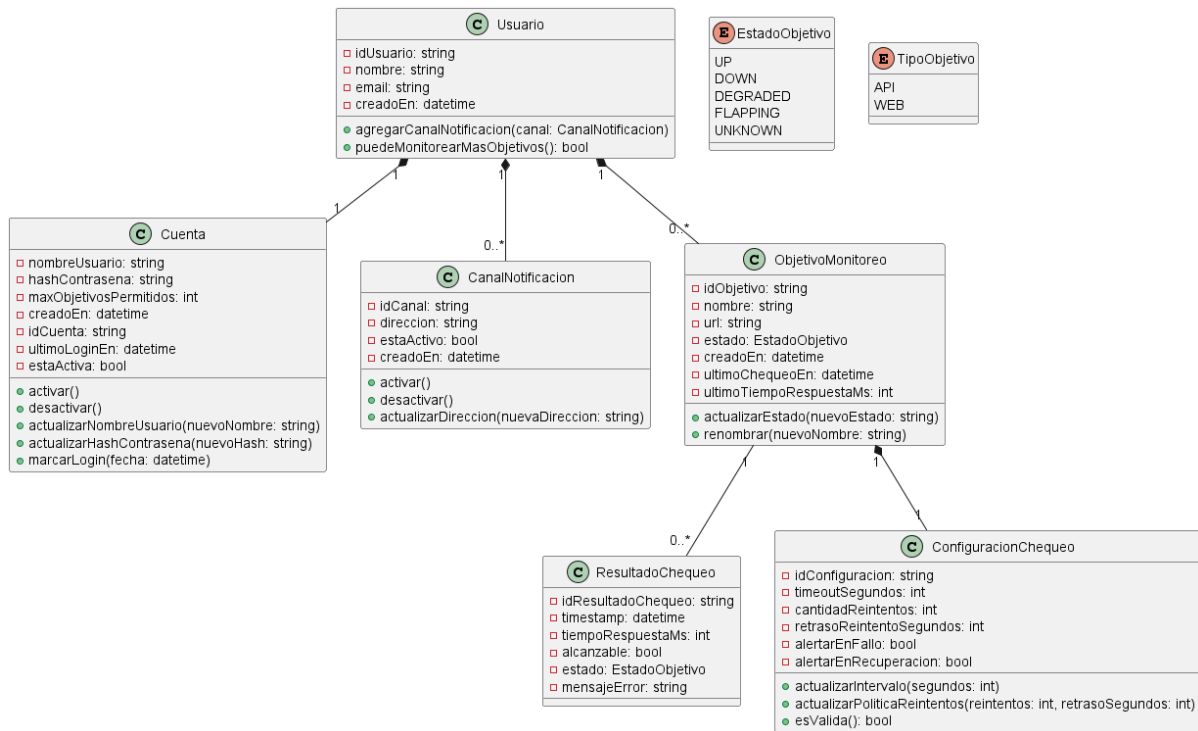 C Usuario
idUsuario: string
nombre: string
email: string
creadoEn: datetime
agregarCanalNotificacion(canal: CanalNotificacion)
puedeMonitorearMasObjetivos(): bool
E EstadoObjetivo
UP
DOWN
DEGRADED
FLAPPING
UNKNOWN
E TipoObjetivo
API
WEB
1
1
1
1
0..*
0..*
C Cuenta
nombreUsuario: string
hashContrasena: string
maxObjetivosPermitidos: int
creadoEn: datetime
idCuenta: string
ultimoLoginEn: datetime
estaActiva: bool
activar()
desactivar()
actualizarNombreUsuario(nuevoNombre: string)
actualizarHashContrasena(nuevoHash: string)
marcarLogin(fecha: datetime)
C CanalNotificacion
idCanal: string
direccion: string
estaActivo: bool
creadoEn: datetime
activar()
desactivar()
actualizarDireccion(nuevaDireccion: string)
C ObjetivoMonitoreo
idObjetivo: string
nombre: string
url: string
estado: EstadoObjetivo
creadoEn: datetime
ultimoChequeoEn: datetime
ultimoTiempoRespuestaMs: int
actualizarEstado(nuevoEstado: string)
renombrar(nuevoNombre: string)
1
1
0..*
1
C ResultadoChequeo
idResultadoChequeo: string
timestamp: datetime
tiempoRespuestaMs: int
alcanzable: bool
estado: EstadoObjetivo
mensajeError: string
C ConfiguracionChequeo
idConfiguracion: string
timeoutSegundos: int
cantidadReintentos: int
retrasoReintentoSegundos: int
alertarEnFallo: bool
alertarEnRecuperacion: bool
actualizarIntervalo(segundos: int)
actualizarPoliticaReintentos(reintentos: int, retrasoSegundos: int)
esValida(): bool